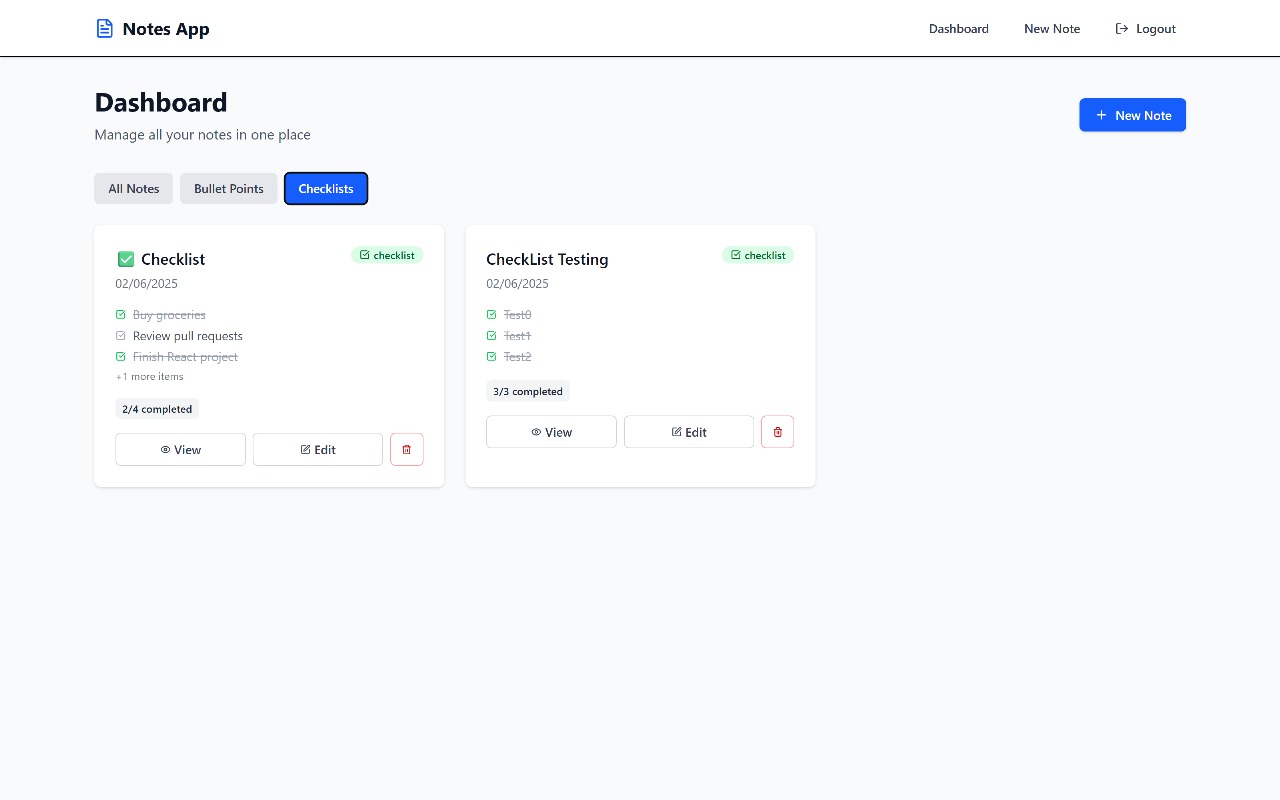 Notes App
Dashboard
New Note
Logout
Dashboard
Manage all your notes in one place
New Note
All Notes
Bullet Points
Checklists
✅ Checklist
checklist
02/06/2025
Buy groceries
Review pull requests
Finish React project
+1 more items
2/4 completed
View
Edit
CheckList Testing
checklist
02/06/2025
Test0
Test1
Test2
3/3 completed
View
Edit